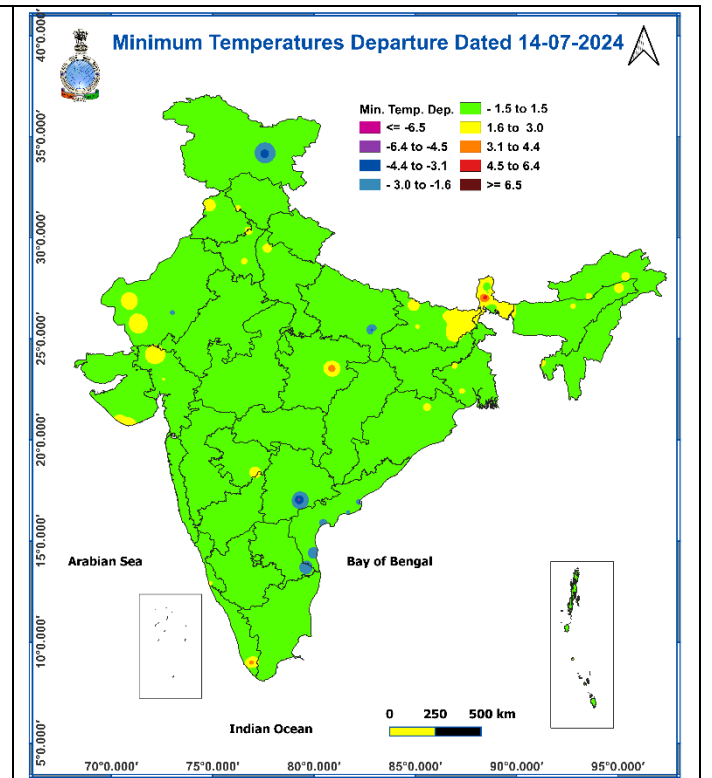 Minimum Temperatures Departure Dated 14-07-2024
Min. Temp. Dep.
<= -6.5
-6.4 to -4.5
-4.4 to -3.1
- 3.0 to -1.6
- 1.5 to 1.5
1.6 to 3.0
3.1 to 4.4
4.5 to 6.4
>= 6.5
40°0.000'
35°0.000'
30°0.000'
25°0.000'
20°0.000'
15°0.000'
10°0.000'
5°0.000'
Arabian Sea
Bay of Bengal
Indian Ocean
0 250 500 km
70°0.000' 75°0.000' 80°0.000' 85°0.000' 90°0.000' 95°0.000'